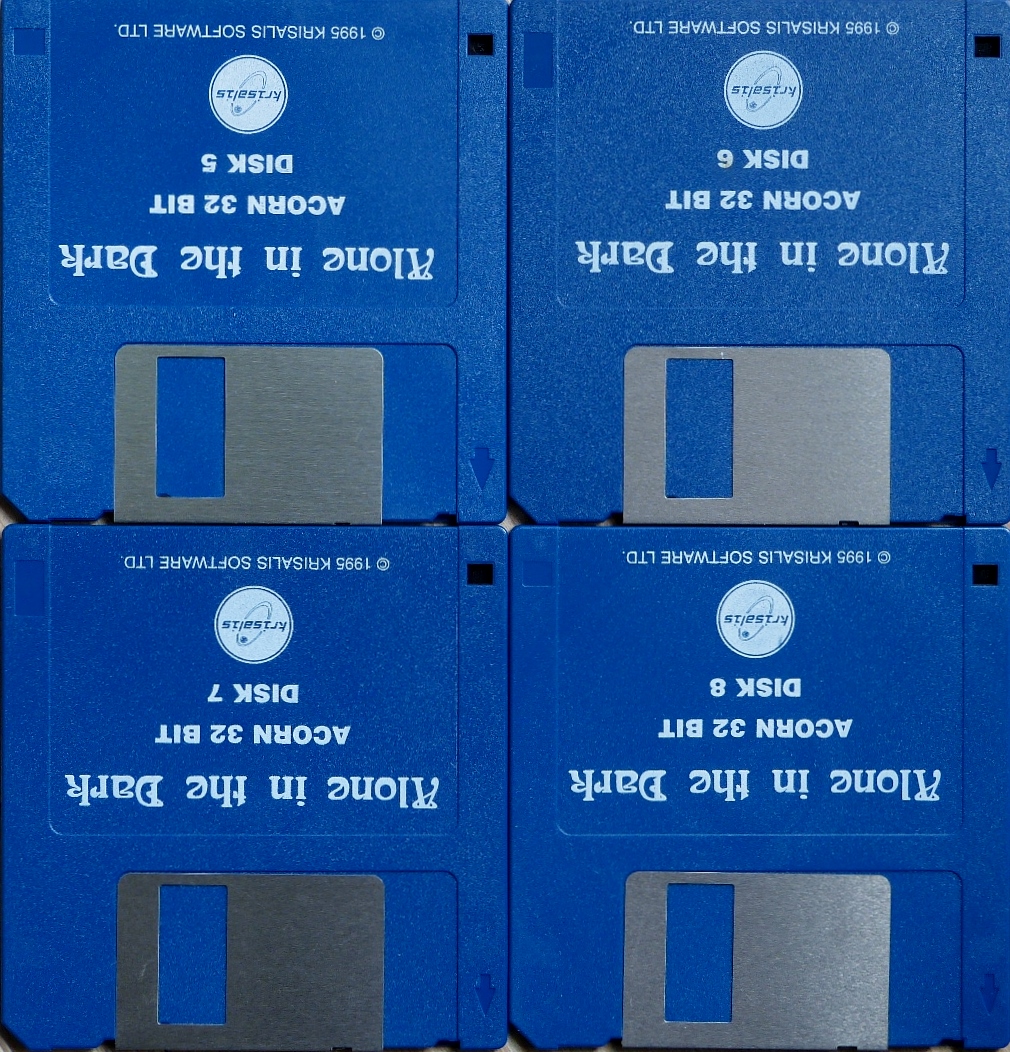 Alone in the Dark
ACORN 32 BIT
DISK 8
krisalis
© 1995 KRISALIS SOFTWARE LTD.
Alone in the Dark
ACORN 32 BIT
DISK 7
krisalis
© 1995 KRISALIS SOFTWARE LTD.
Alone in the Dark
ACORN 32 BIT
DISK 6
krisalis
© 1995 KRISALIS SOFTWARE LTD.
Alone in the Dark
ACORN 32 BIT
DISK 5
krisalis
© 1995 KRISALIS SOFTWARE LTD.